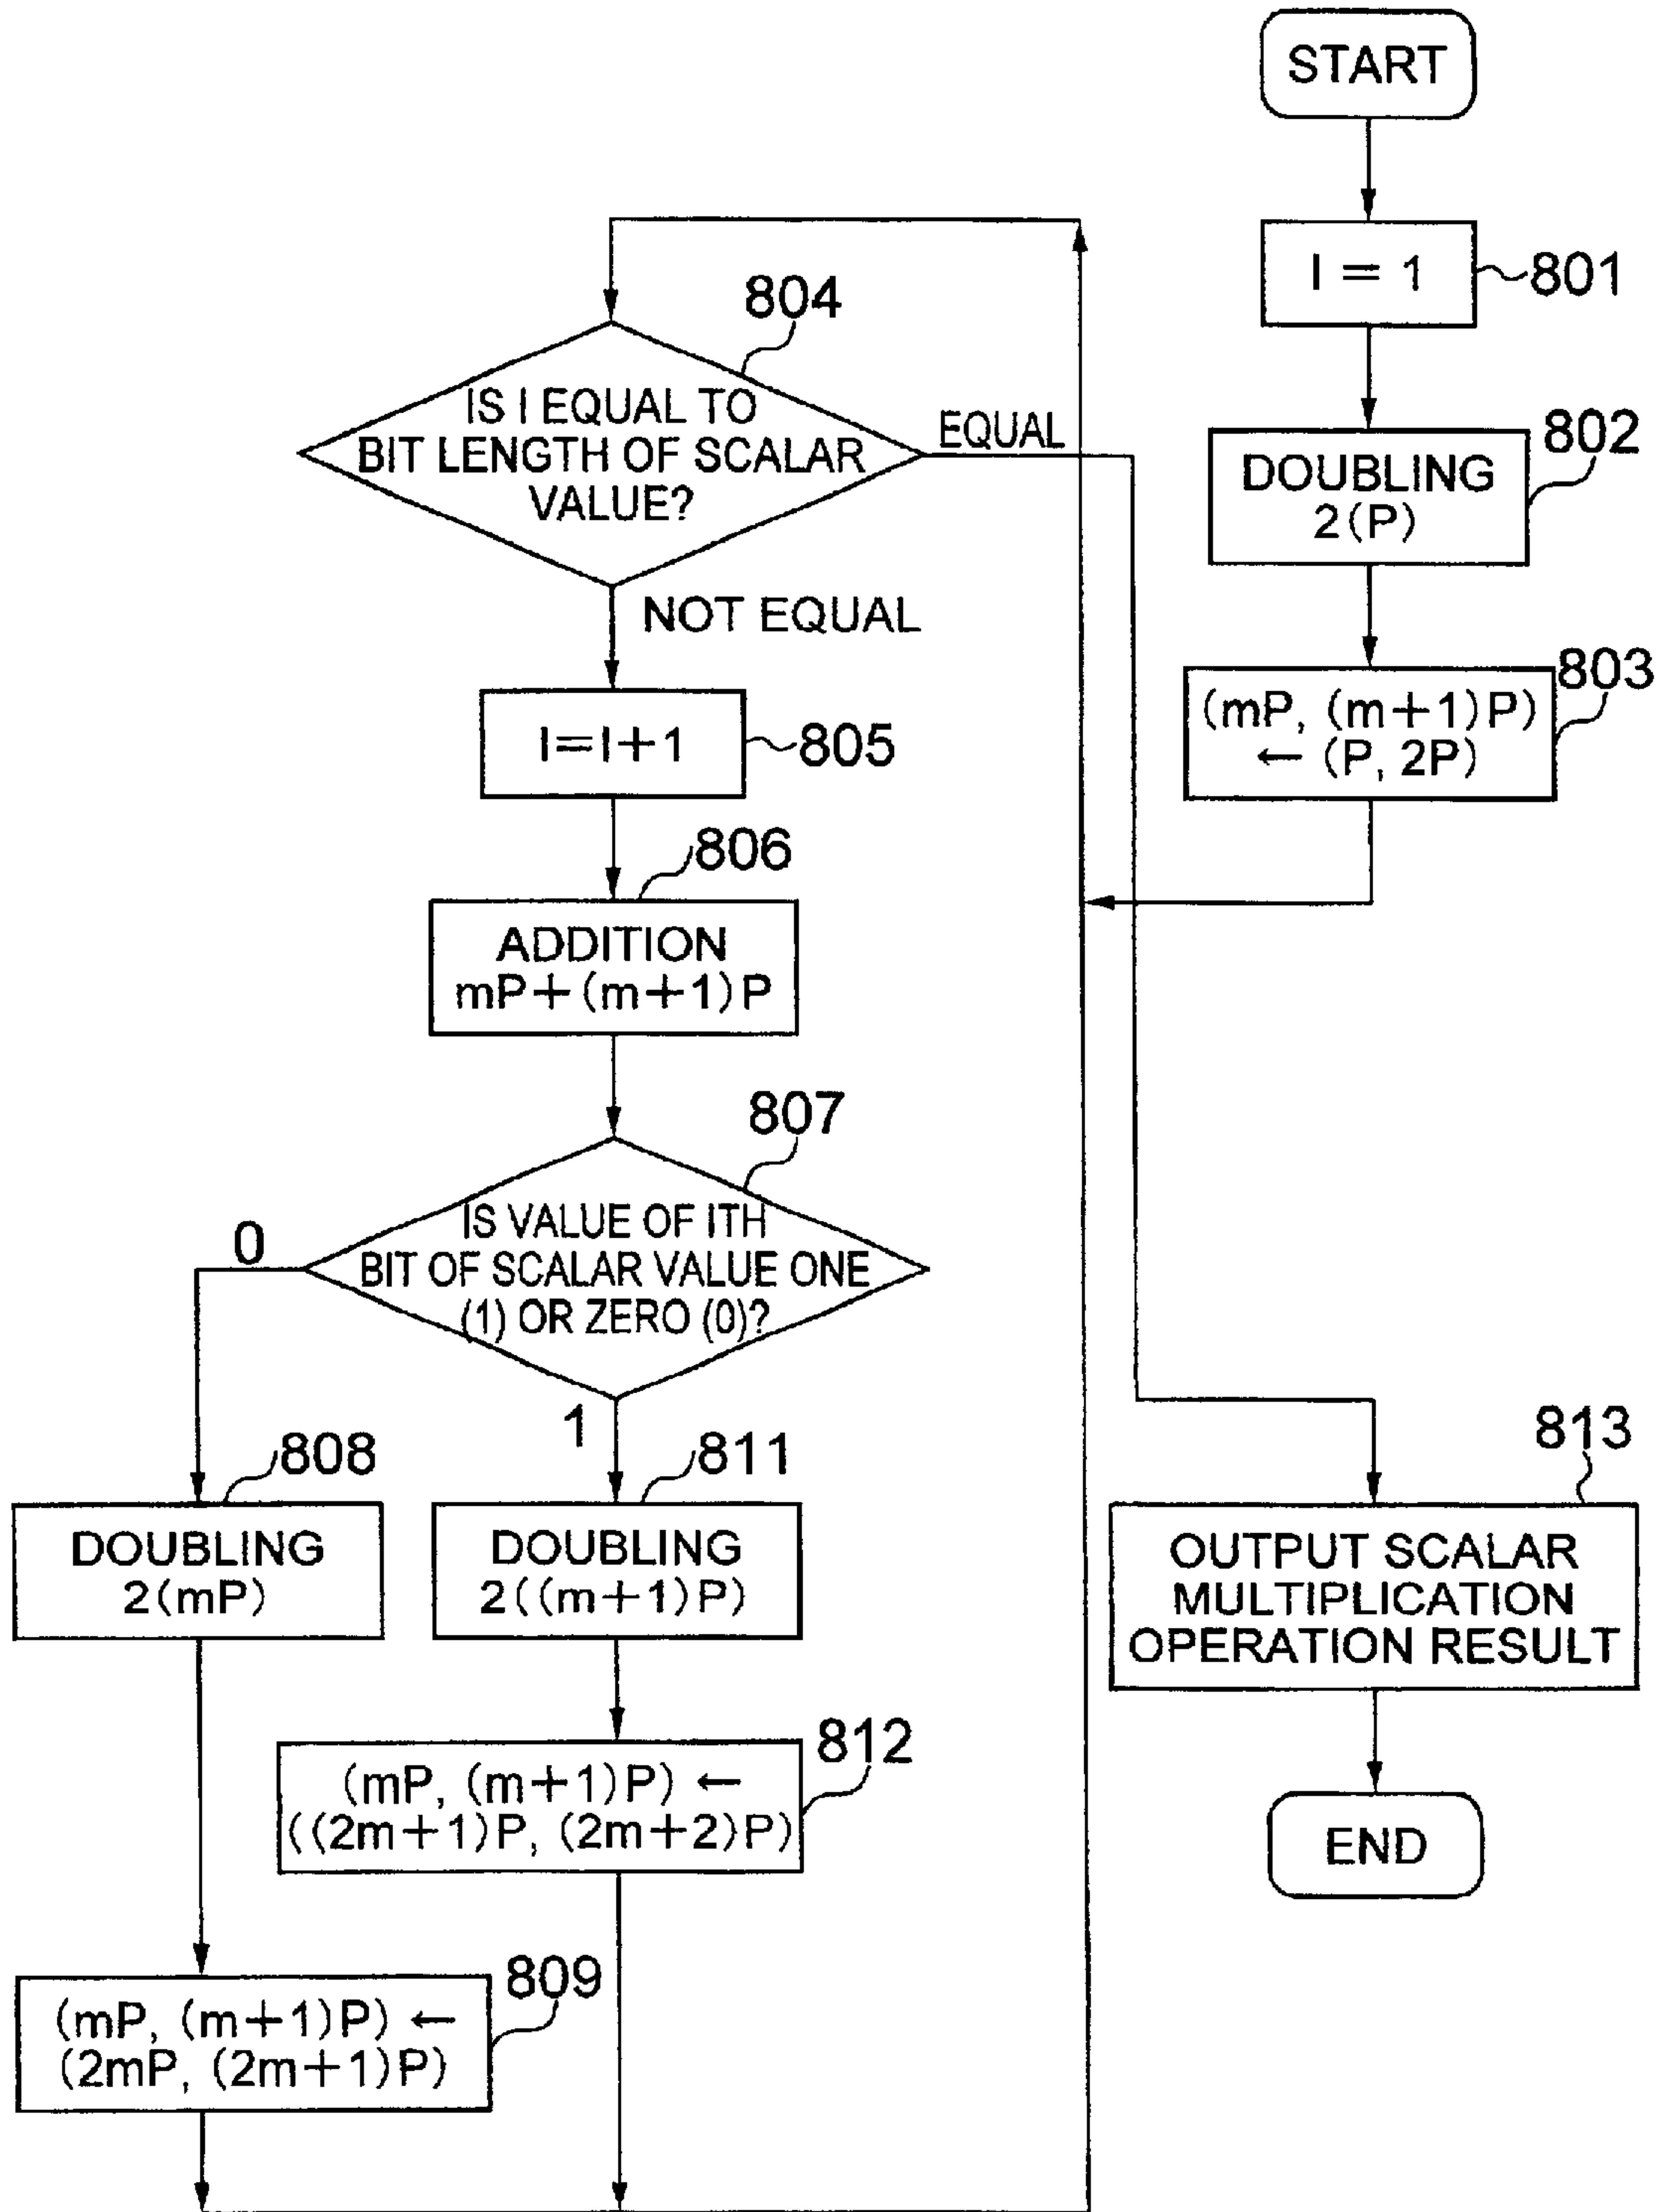 START
I = 1
801
DOUBLING
2(P)
802
(mP, (m+1)P)
← (P, 2P)
803
804
IS I EQUAL TO
BIT LENGTH OF SCALAR
VALUE?
EQUAL
NOT EQUAL
I=I+1
805
806
ADDITION
mP+(m+1)P
807
IS VALUE OF ITH
BIT OF SCALAR VALUE ONE
(1) OR ZERO (0)?
0
1
808
DOUBLING
2(mP)
811
DOUBLING
2((m+1)P)
812
(mP, (m+1)P) ←
((2m+1)P, (2m+2)P)
809
(mP, (m+1)P) ←
(2mP, (2m+1)P)
813
OUTPUT SCALAR
MULTIPLICATION
OPERATION RESULT
END